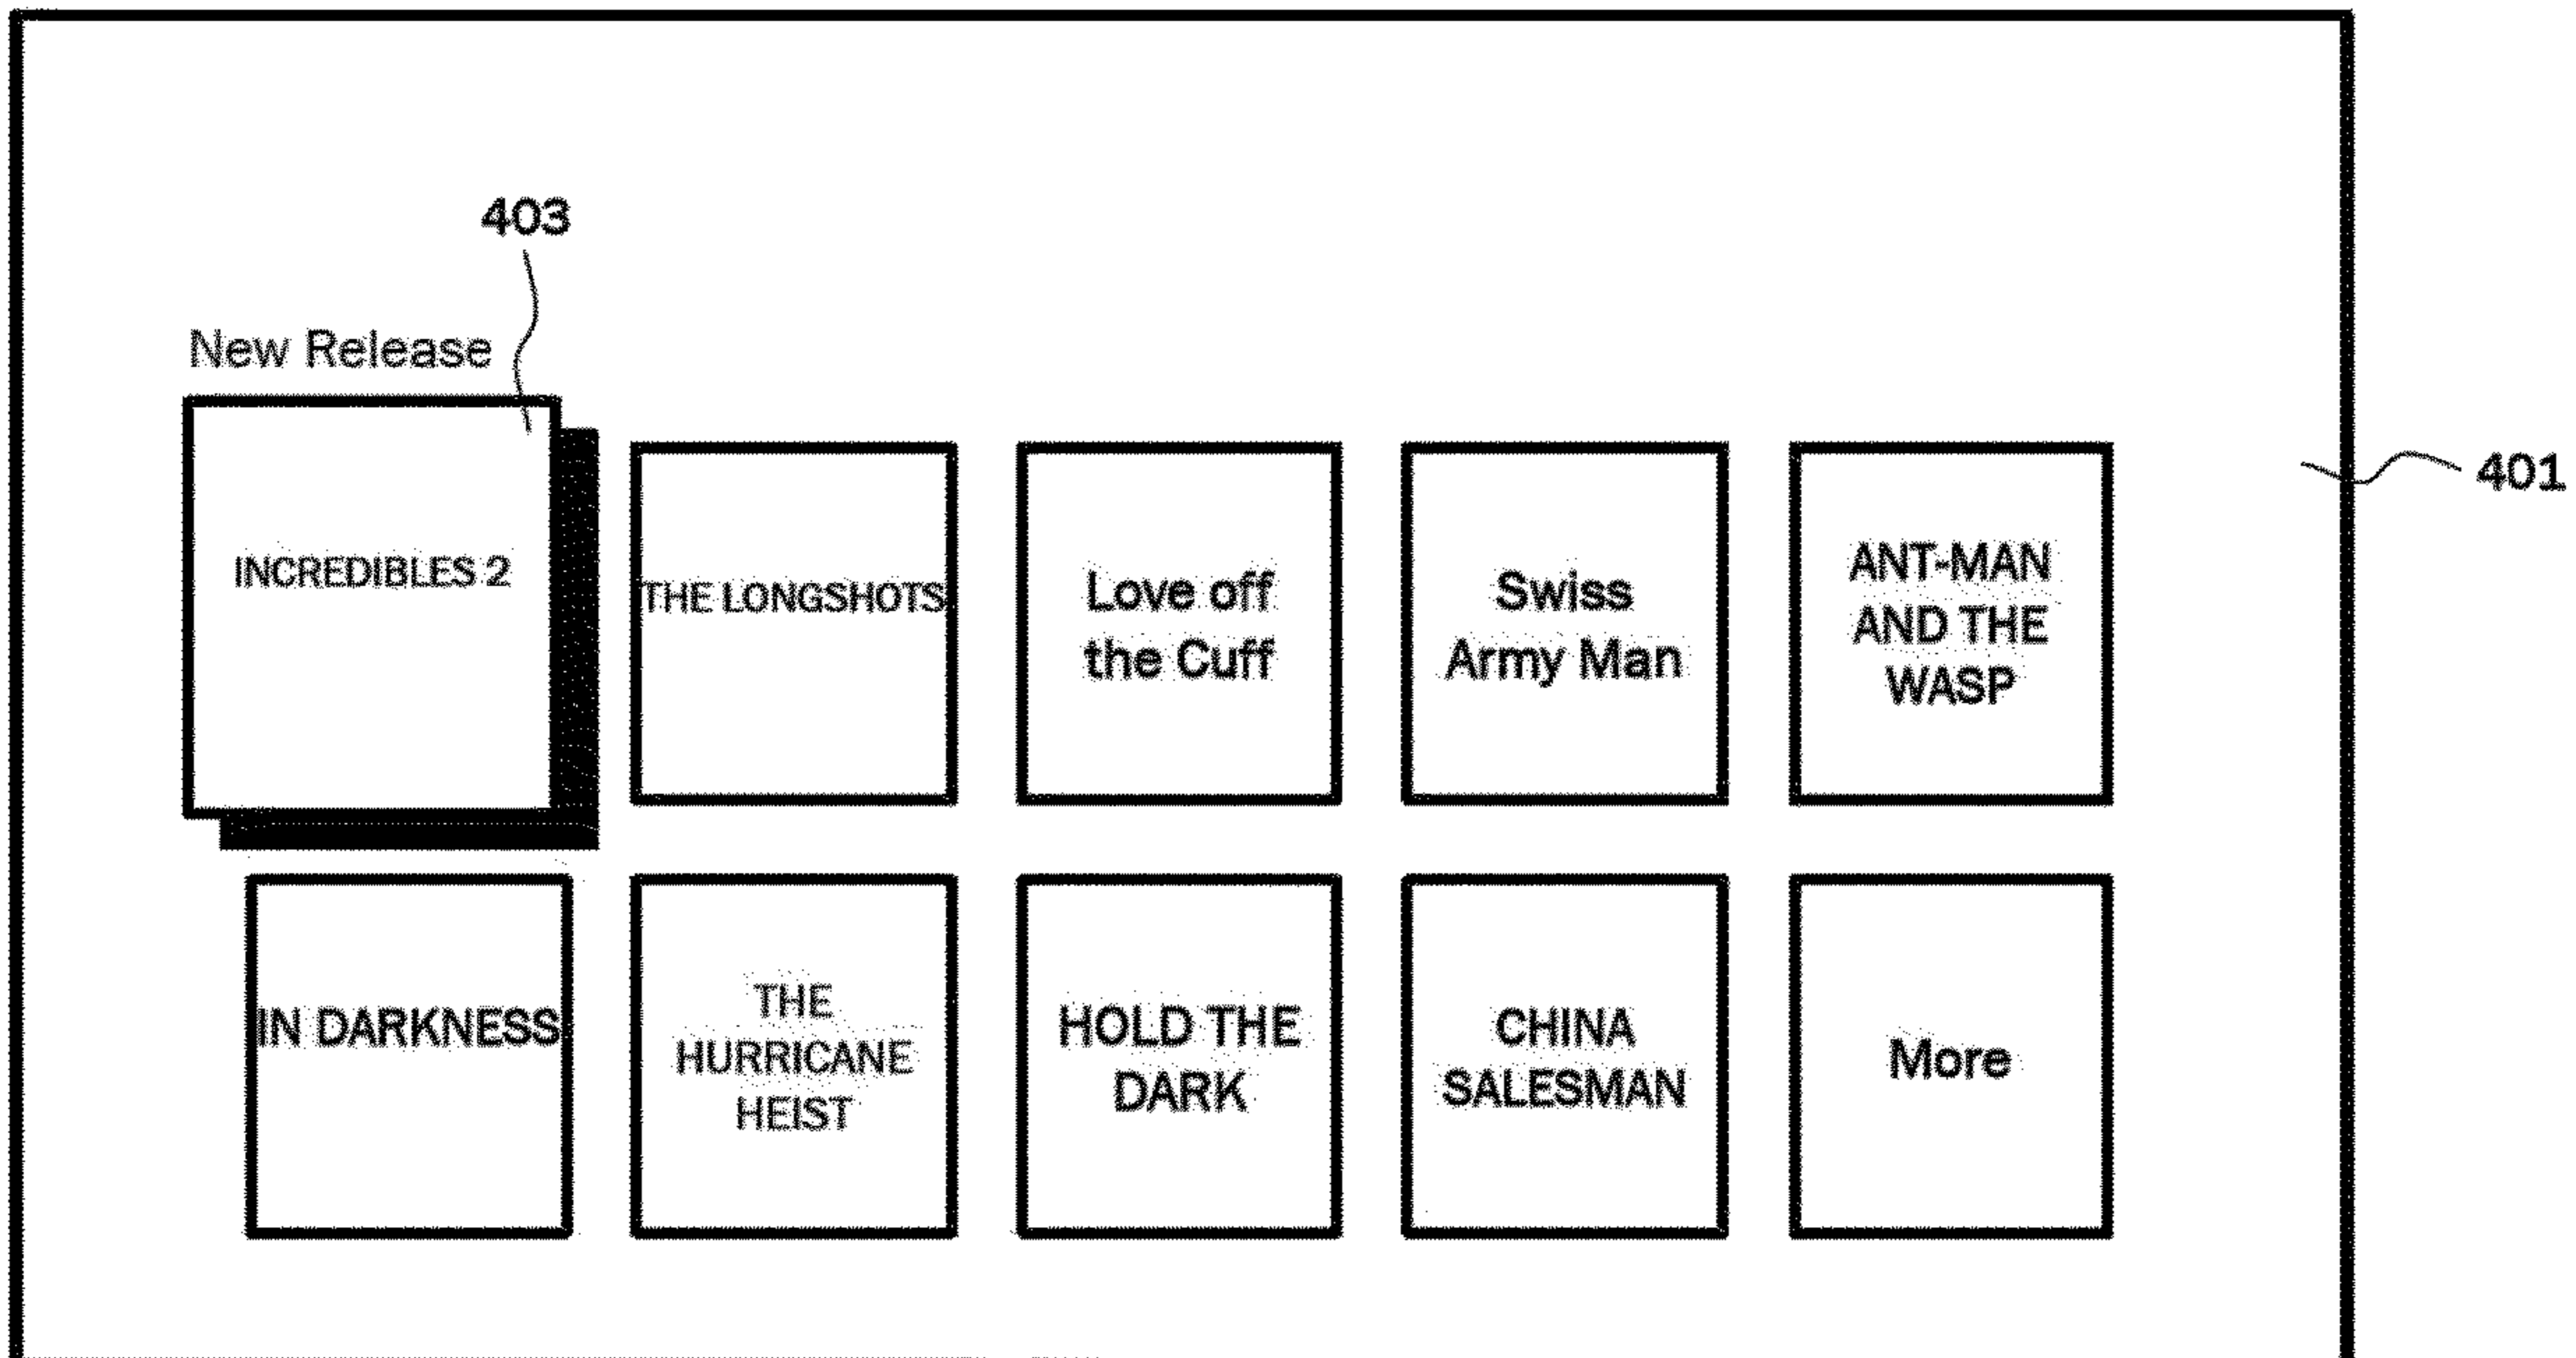 403
New Release
401
INCREDIBLES 2
THE LONGSHOTS
Love off
the Cuff
Swiss
Army Man
ANT-MAN
AND THE
WASP
IN DARKNESS
THE
HURRICANE
HEIST
HOLD THE
DARK
CHINA
SALESMAN
More